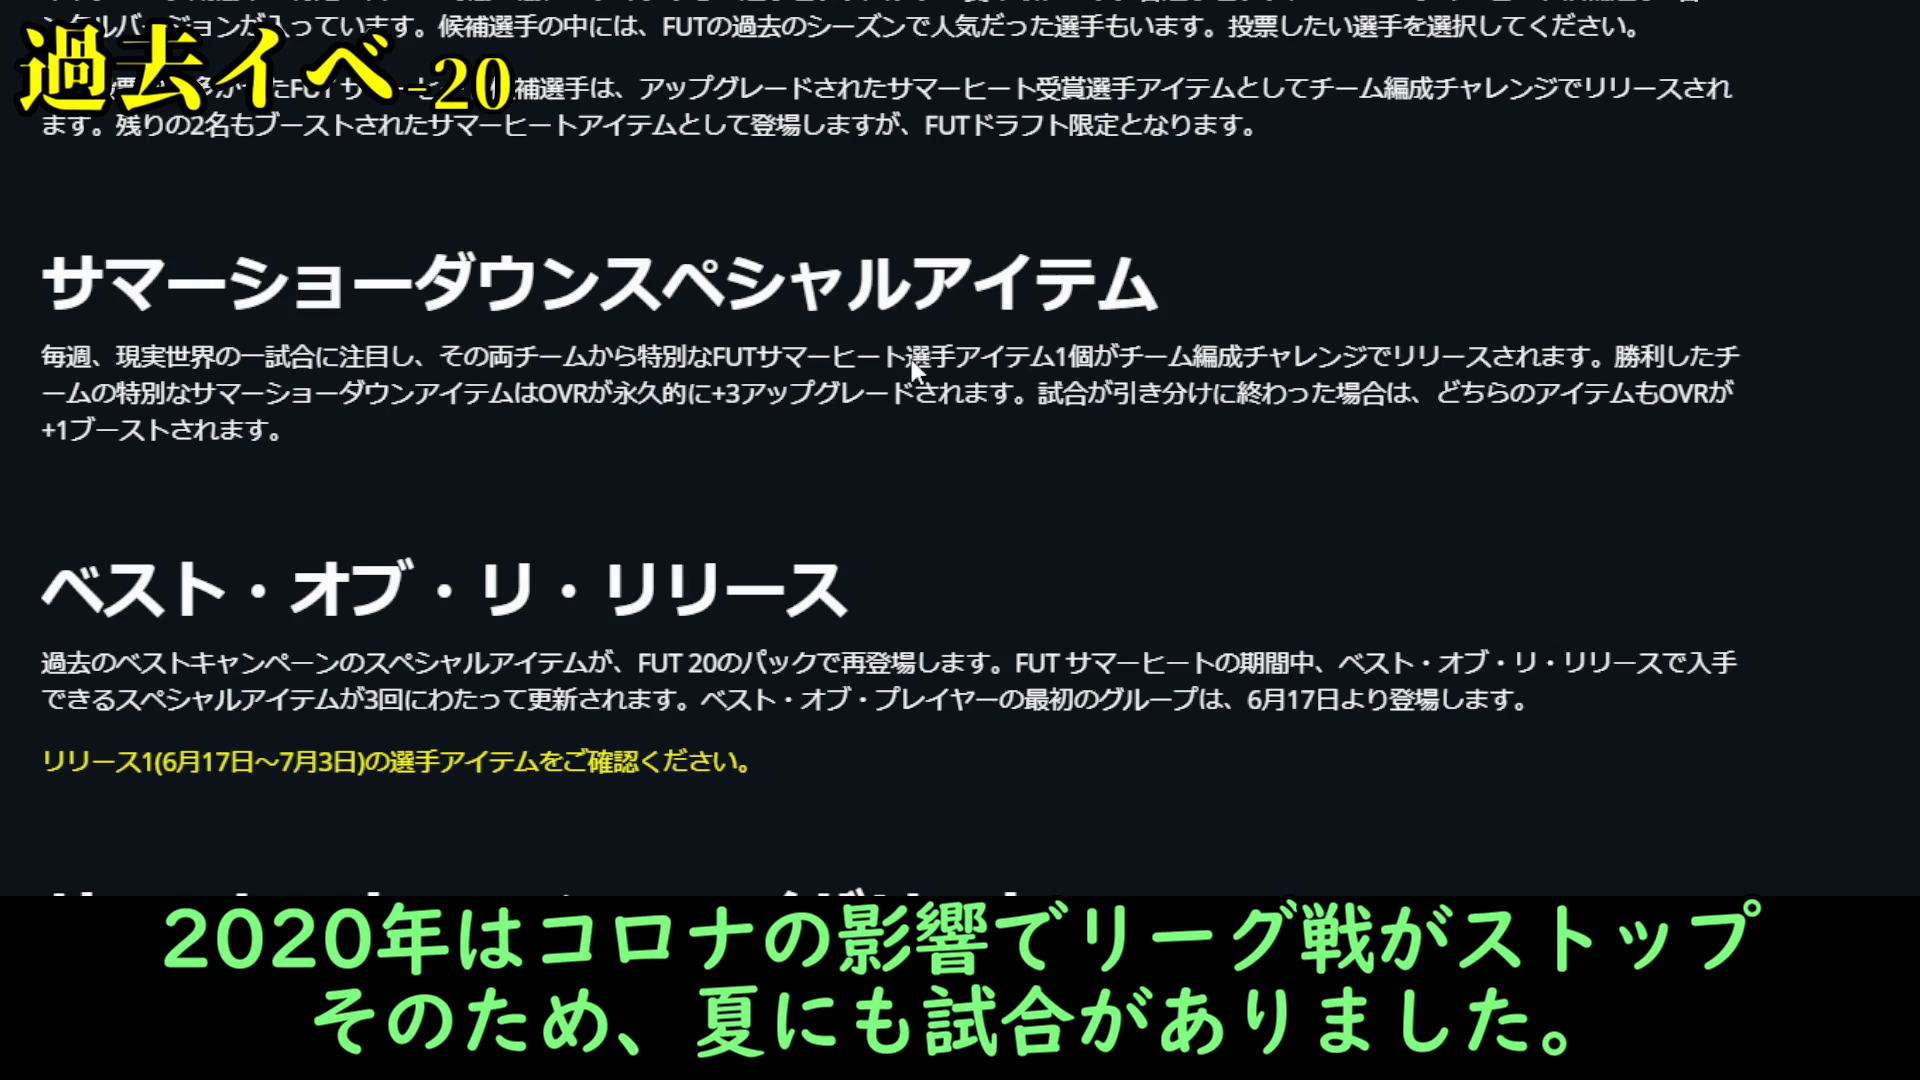 ンタルバージョンが入っています。候補選手の中には、FUTの過去のシーズンで人気だった選手もいます。投票したい選手を選択してください。
過去イベ-20
候補選手は、アップグレードされたサマーヒート受賞選手アイテムとしてチーム編成チャレンジでリリースされ
ます。残りの2名もブーストされたサマーヒートアイテムとして登場しますが、FUTドラフト限定となります。
サマーショーダウンスペシャルアイテム
毎週、現実世界の一試合に注目し、その両チームから特別なFUTサマーヒート選手アイテム1個がチーム編成チャレンジでリリースされます。勝利したチ
ームの特別なサマーショーダウンアイテムはOVRが永久的に+3アップグレードされます。試合が引き分けに終わった場合は、どちらのアイテムもOVRが
+1ブーストされます。
ベスト・オブ・リ・リリース
過去のベストキャンペーンのスペシャルアイテムが、FUT 20のパックで再登場します。FUT サマーヒートの期間中、ベスト・オブ・リ・リリースで入手
できるスペシャルアイテムが3回にわたって更新されます。ベスト・オブ・プレイヤーの最初のグループは、6月17日より登場します。
リリース1(6月17日～7月3日)の選手アイテムをご確認ください。
2020年はコロナの影響でリーグ戦がストップ
そのため、夏にも試合がありました。